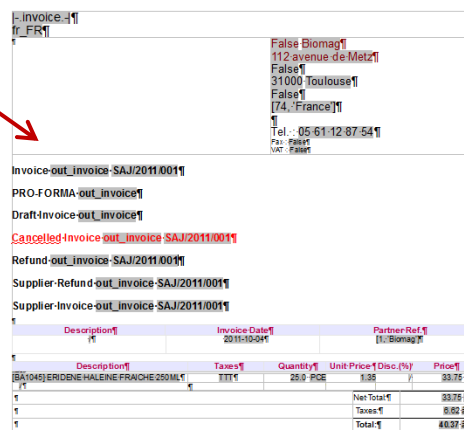 |-.invoice.-|¶
fr_FR¶
¶
False·Biomag¶
112·avenue·de·Metz¶
False¶
31000·Toulouse¶
False¶
[74,·'France']¶
¶
Tel.·:·05·61·12·87·54¶
Fax·:·False¶
VAT·:·False¶
Invoice·out_invoice·SAJ/2011/001¶
PRO-FORMA·out_invoice¶
Draft·Invoice·out_invoice¶
Cancelled·Invoice·out_invoice·SAJ/2011/001¶
Refund·out_invoice·SAJ/2011/001¶
Supplier·Refund·out_invoice·SAJ/2011/001¶
Supplier·Invoice·out_invoice·SAJ/2011/001¶
¶
Description¶ Invoice·Date¶ Partner·Ref.¶
/¶ 2011-10-04¶ [1,·'Biomag']¶
¶
Description¶ Taxes¶ Quantity¶ Unit·Price¶ Disc.(%)¶ Price¶
[BA1045]·ERIDENE·HALEINE·FRAICHE·250·ML¶ TTT¶ 25.0·PCE 1.35 / 33.75
/¶ ¶
¶ Net·Total:¶ 33.75
¶ Taxes:¶ 6.62
¶ Total:¶ 40.37